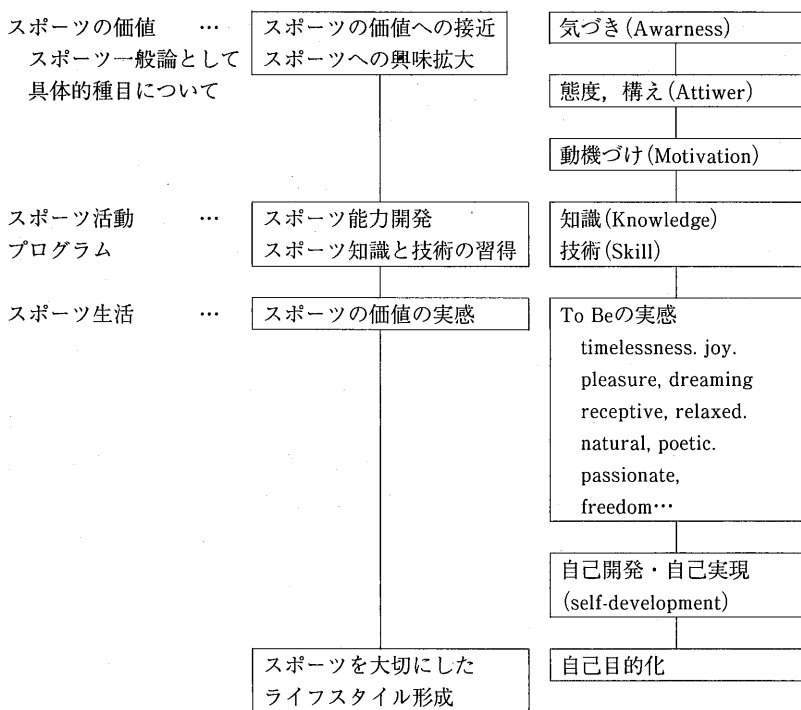 スポーツの価値 … スポーツの価値への接近 気づき(Awarness)
スポーツ一般論として スポーツへの興味拡大
具体的種目について 態度，構え(Attiwer)
動機づけ(Motivation)
スポーツ活動 … スポーツ能力開発 知識(Knowledge)
プログラム スポーツ知識と技術の習得 技術(Skill)
スポーツ生活 … スポーツの価値の実感 To Beの実感
timelessness. joy.
pleasure, dreaming
receptive, relaxed.
natural, poetic.
passionate,
freedom…
自己開発・自己実現
(self-development)
スポーツを大切にした 自己目的化
ライフスタイル形成